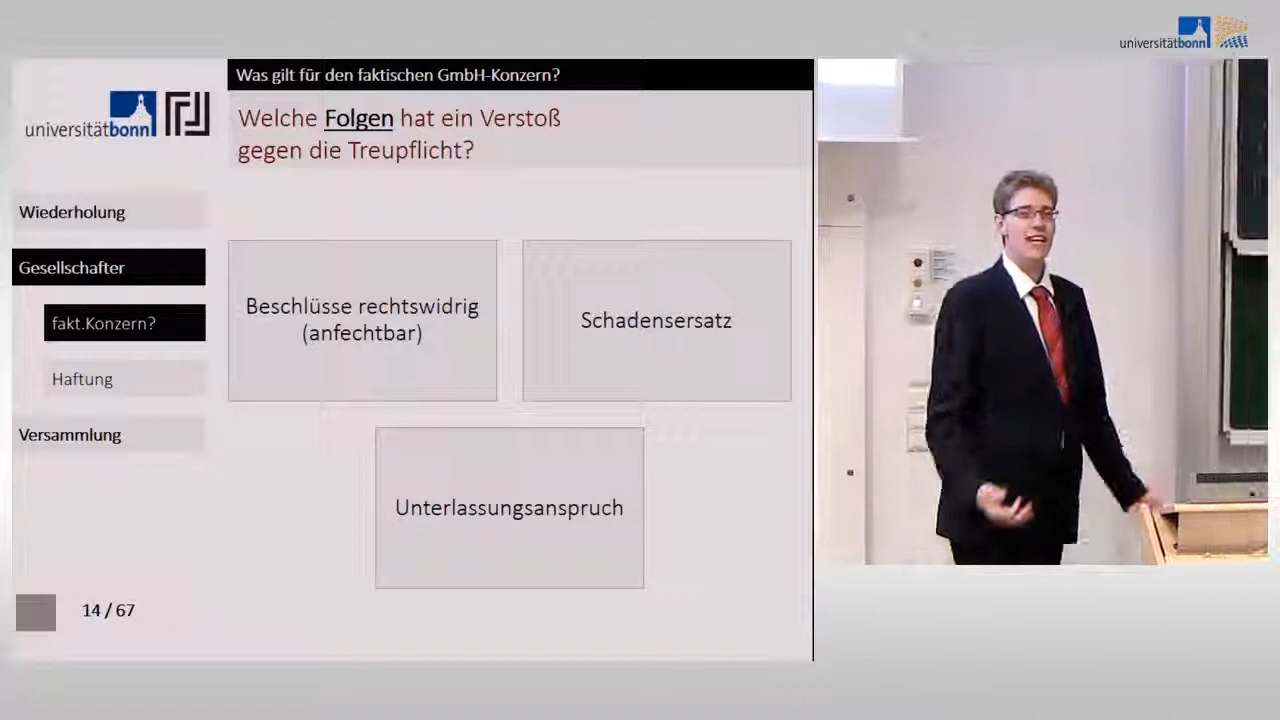 universitätbonn
Was gilt für den faktischen GmbH-Konzern?
universitätbonn
Welche Folgen hat ein Verstoß
gegen die Treupflicht?
Wiederholung
Gesellschafter
fakt.Konzern?
Haftung
Versammlung
Beschlüsse rechtswidrig
(anfechtbar)
Schadensersatz
Unterlassungsanspruch
14 / 67